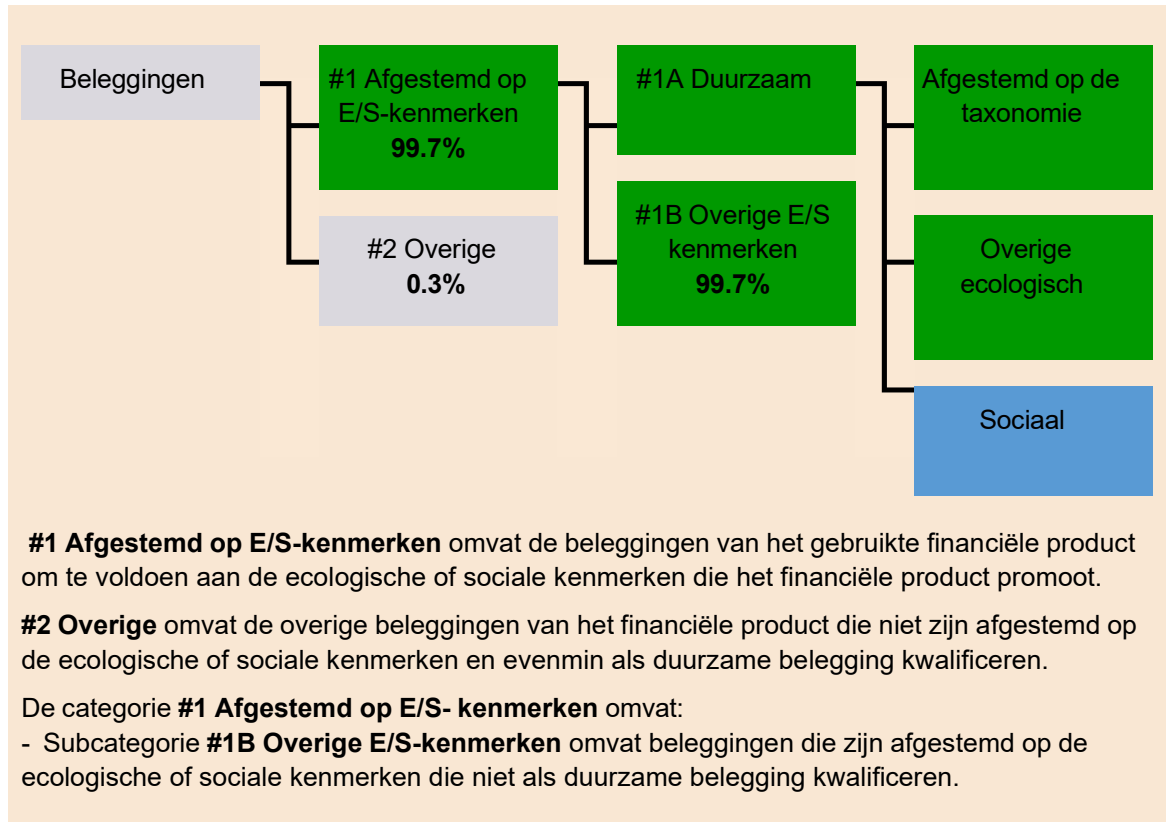 Beleggingen
#1 Afgestemd op
E/S-kenmerken
99.7%
#2 Overige
0.3%
#1A Duurzaam
#1B Overige E/S
kenmerken
99.7%
Afgestemd op de
taxonomie
Overige
ecologisch
Sociaal
#1 Afgestemd op E/S-kenmerken omvat de beleggingen van het gebruikte financiële product
om te voldoen aan de ecologische of sociale kenmerken die het financiële product promoot.
#2 Overige omvat de overige beleggingen van het financiële product die niet zijn afgestemd op
de ecologische of sociale kenmerken en evenmin als duurzame belegging kwalificeren.
De categorie #1 Afgestemd op E/S- kenmerken omvat:
- Subcategorie #1B Overige E/S-kenmerken omvat beleggingen die zijn afgestemd op de
ecologische of sociale kenmerken die niet als duurzame belegging kwalificeren.